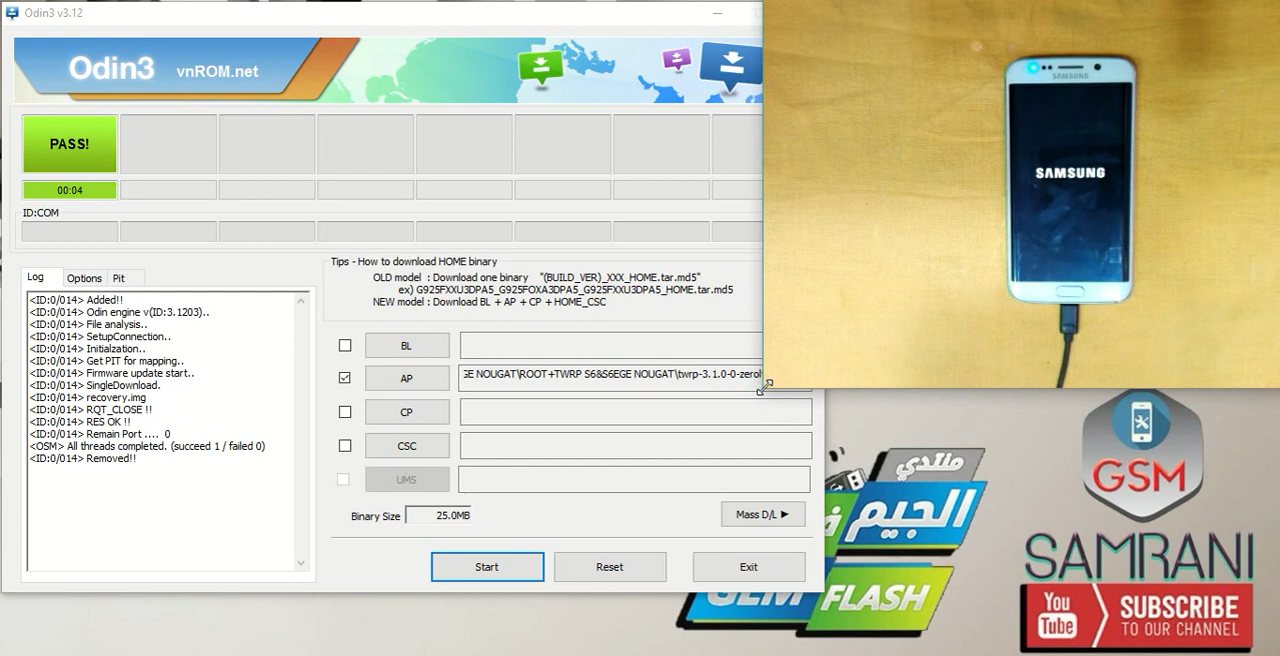 Odin3 v3.12
Odin3 vnROM.net
PASS!
00:04
ID:COM
Log Options Pit
<ID:0/014> Added!!
<ID:0/014> Odin engine v(ID:3.1203)..
<ID:0/014> File analysis..
<ID:0/014> SetupConnection..
<ID:0/014> Initialzation..
<ID:0/014> Get PIT for mapping..
<ID:0/014> Firmware update start..
<ID:0/014> SingleDownload.
<ID:0/014> recovery.img
<ID:0/014> RQT_CLOSE !!
<ID:0/014> RES OK !!
<ID:0/014> Remain Port .... 0
<OSM> All threads completed. (succeed 1 / failed 0)
<ID:0/014> Removed!!
Tips - How to download HOME binary
OLD model : Download one binary "(BUILD_VER)_XXX_HOME.tar.md5"
ex) G925FXXU3DPA5_G925FOXA3DPA5_G925FXXU3DPA5_HOME.tar.md5
NEW model : Download BL + AP + CP + HOME_CSC
BL
AP GE NOUGAT\ROOT+TWRP S6&S6EGE NOUGAT\twrp-3.1.0-0-zerol
CP
CSC
UMS
Binary Size 25.0MB
Mass D/L ►
Start Reset Exit
SAMSUNG
SAMSUNG
منتدي
الجيم
GEM FLASH
GSM
SAMRANI
You Tube
SUBSCRIBE
TO OUR CHANNEL